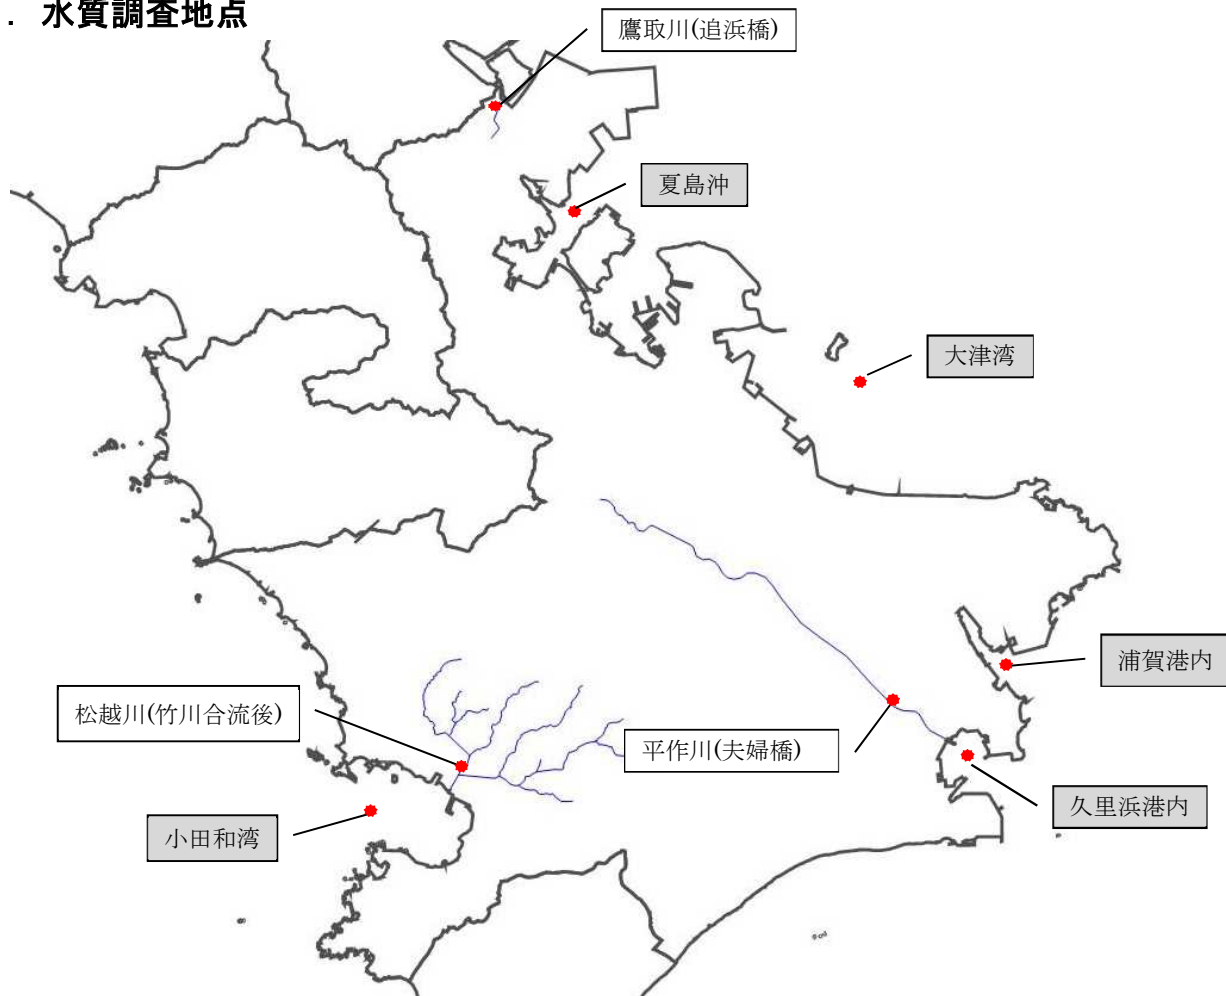 . 水質調査地点
鷹取川(追浜橋)
夏島沖
大津湾
浦賀港内
松越川(竹川合流後)
平作川(夫婦橋)
久里浜港内
小田和湾